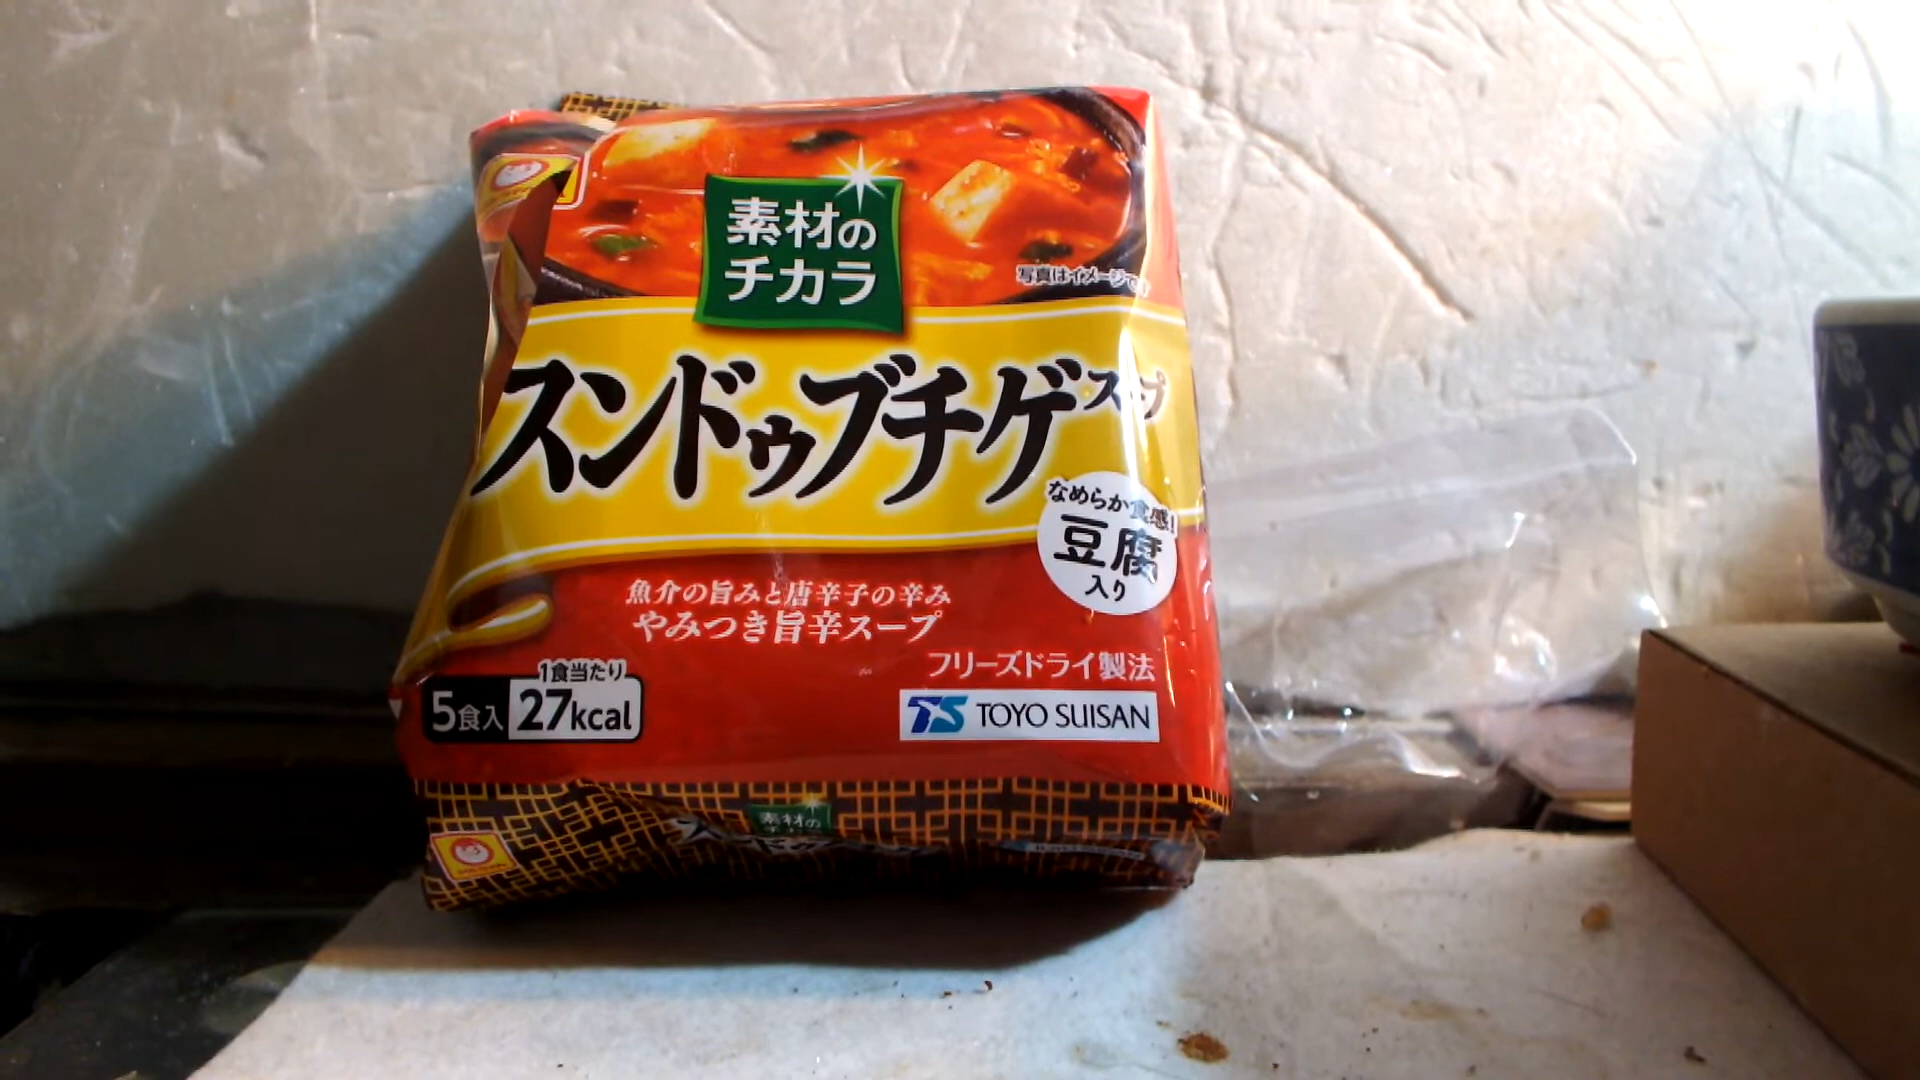 素材の
チカラ
写真はイメージです
スンドゥブチゲスープ
なめらか食感!
豆腐
入り
魚介の旨みと唐辛子の辛み
やみつき旨辛スープ
フリーズドライ製法
1食当たり
5食入 27kcal
TS TOYO SUISAN
素材の